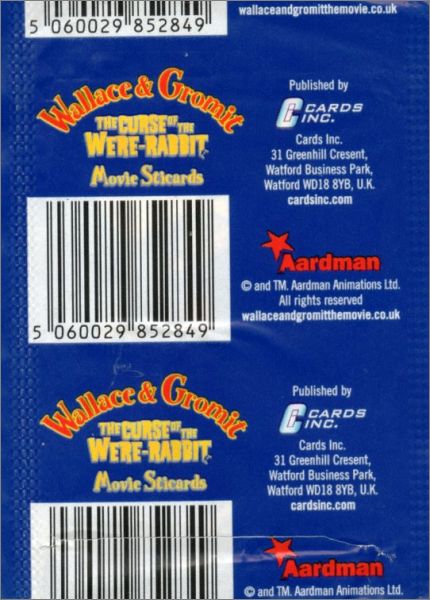 wallaceandgromitthemovie.co.uk
5 060029 852849
Wallace & Gromit
THE CURSE OF THE
WERE-RABBIT
Movie Sticards
5 060029 852849
Published by
C CARDS
INC.
Cards Inc.
31 Greenhill Cresent,
Watford Business Park,
Watford WD18 8YB, U.K.
cardsinc.com
Aardman
© and TM. Aardman Animations Ltd.
All rights reserved
wallaceandgromitthemovie.co.uk
Wallace & Gromit
THE CURSE OF THE
WERE-RABBIT
Movie Sticards
Published by
C CARDS
INC.
Cards Inc.
31 Greenhill Cresent,
Watford Business Park,
Watford WD18 8YB, U.K.
cardsinc.com
Aardman
© and TM. Aardman Animations Ltd.